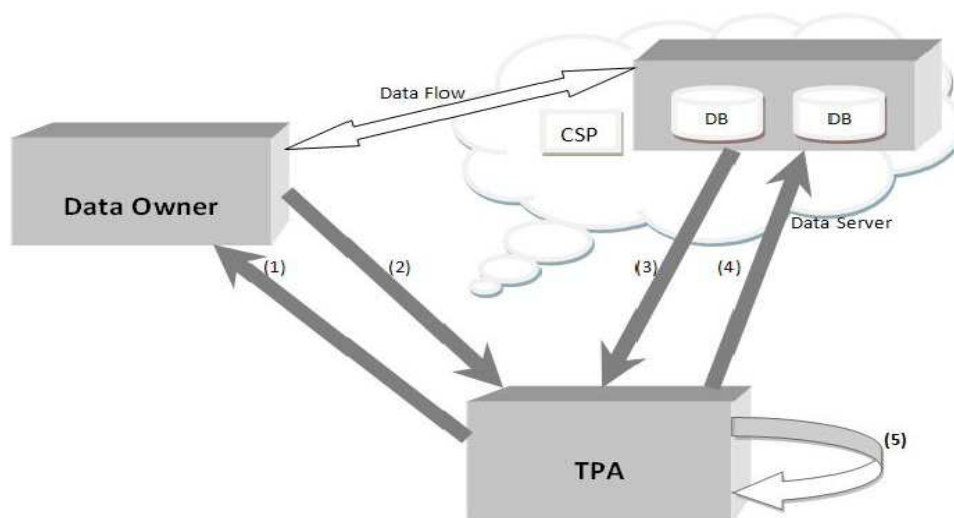 Data Flow
DB
DB
CSP
Data Owner
Data Server
(1)
(2)
(3)
(4)
(5)
TPA